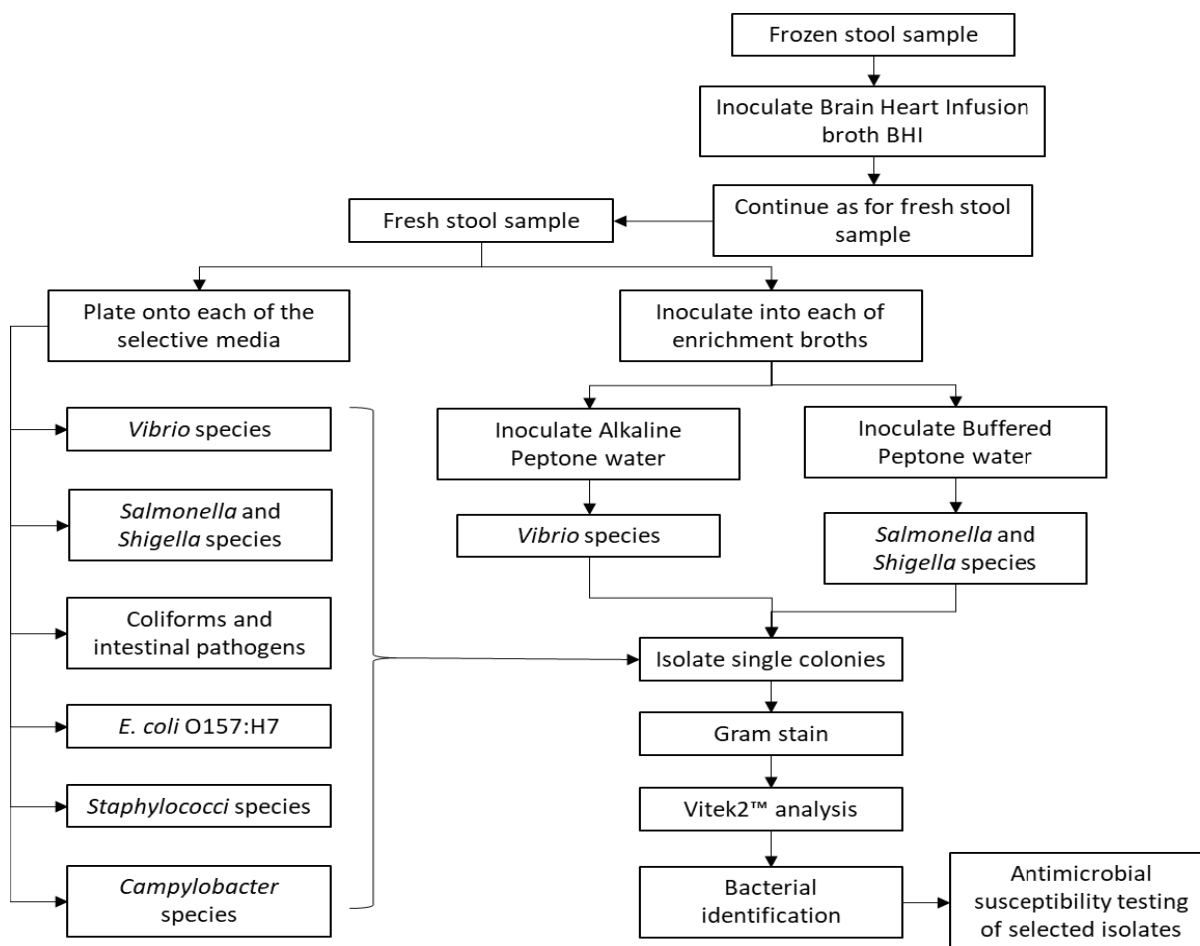 Frozen stool sample
Inoculate Brain Heart Infusion
broth BHI
Continue as for fresh stool
sample
Fresh stool sample
Plate onto each of the
selective media
Inoculate into each of
enrichment broths
Vibrio species
Salmonella and
Shigella species
Coliforms and
intestinal pathogens
E. coli O157:H7
Staphylococci species
Campylobacter
species
Inoculate Alkaline
Peptone water
Inoculate Buffered
Peptone water
Vibrio species
Salmonella and
Shigella species
Isolate single colonies
Gram stain
Vitek2™ analysis
Bacterial
identification
Antimicrobial
susceptibility testing
of selected isolates